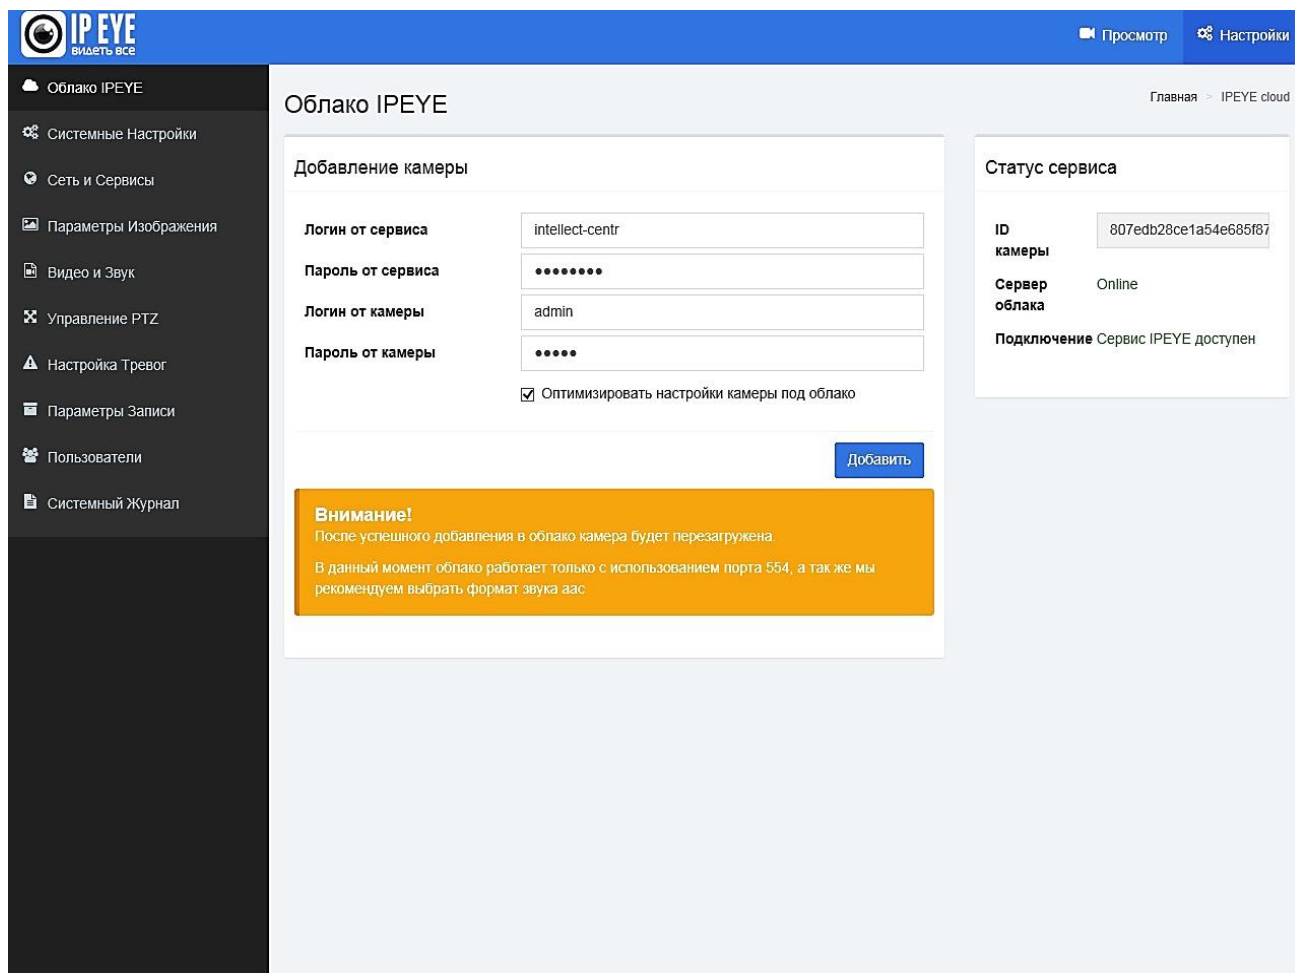 IP EYE
видеть все
Просмотр
Настройки
Облако IPEYE
Системные Настройки
Сеть и Сервисы
Параметры Изображения
Видео и Звук
Управление PTZ
Настройка Тревог
Параметры Записи
Пользователи
Системный Журнал
Облако IPEYE
Главная > IPEYE cloud
Добавление камеры
Логин от сервиса
intellect-centr
Пароль от сервиса
••••••••
Логин от камеры
admin
Пароль от камеры
•••••
Оптимизировать настройки камеры под облако
Добавить
Внимание!
После успешного добавления в облако камера будет перезагружена.
В данный момент облако работает только с использованием порта 554, а так же мы
рекомендуем выбрать формат звука aac
Статус сервиса
ID
камеры
807edb28ce1a54e685f87
Сервер
облака
Online
Подключение
Сервис IPEYE доступен